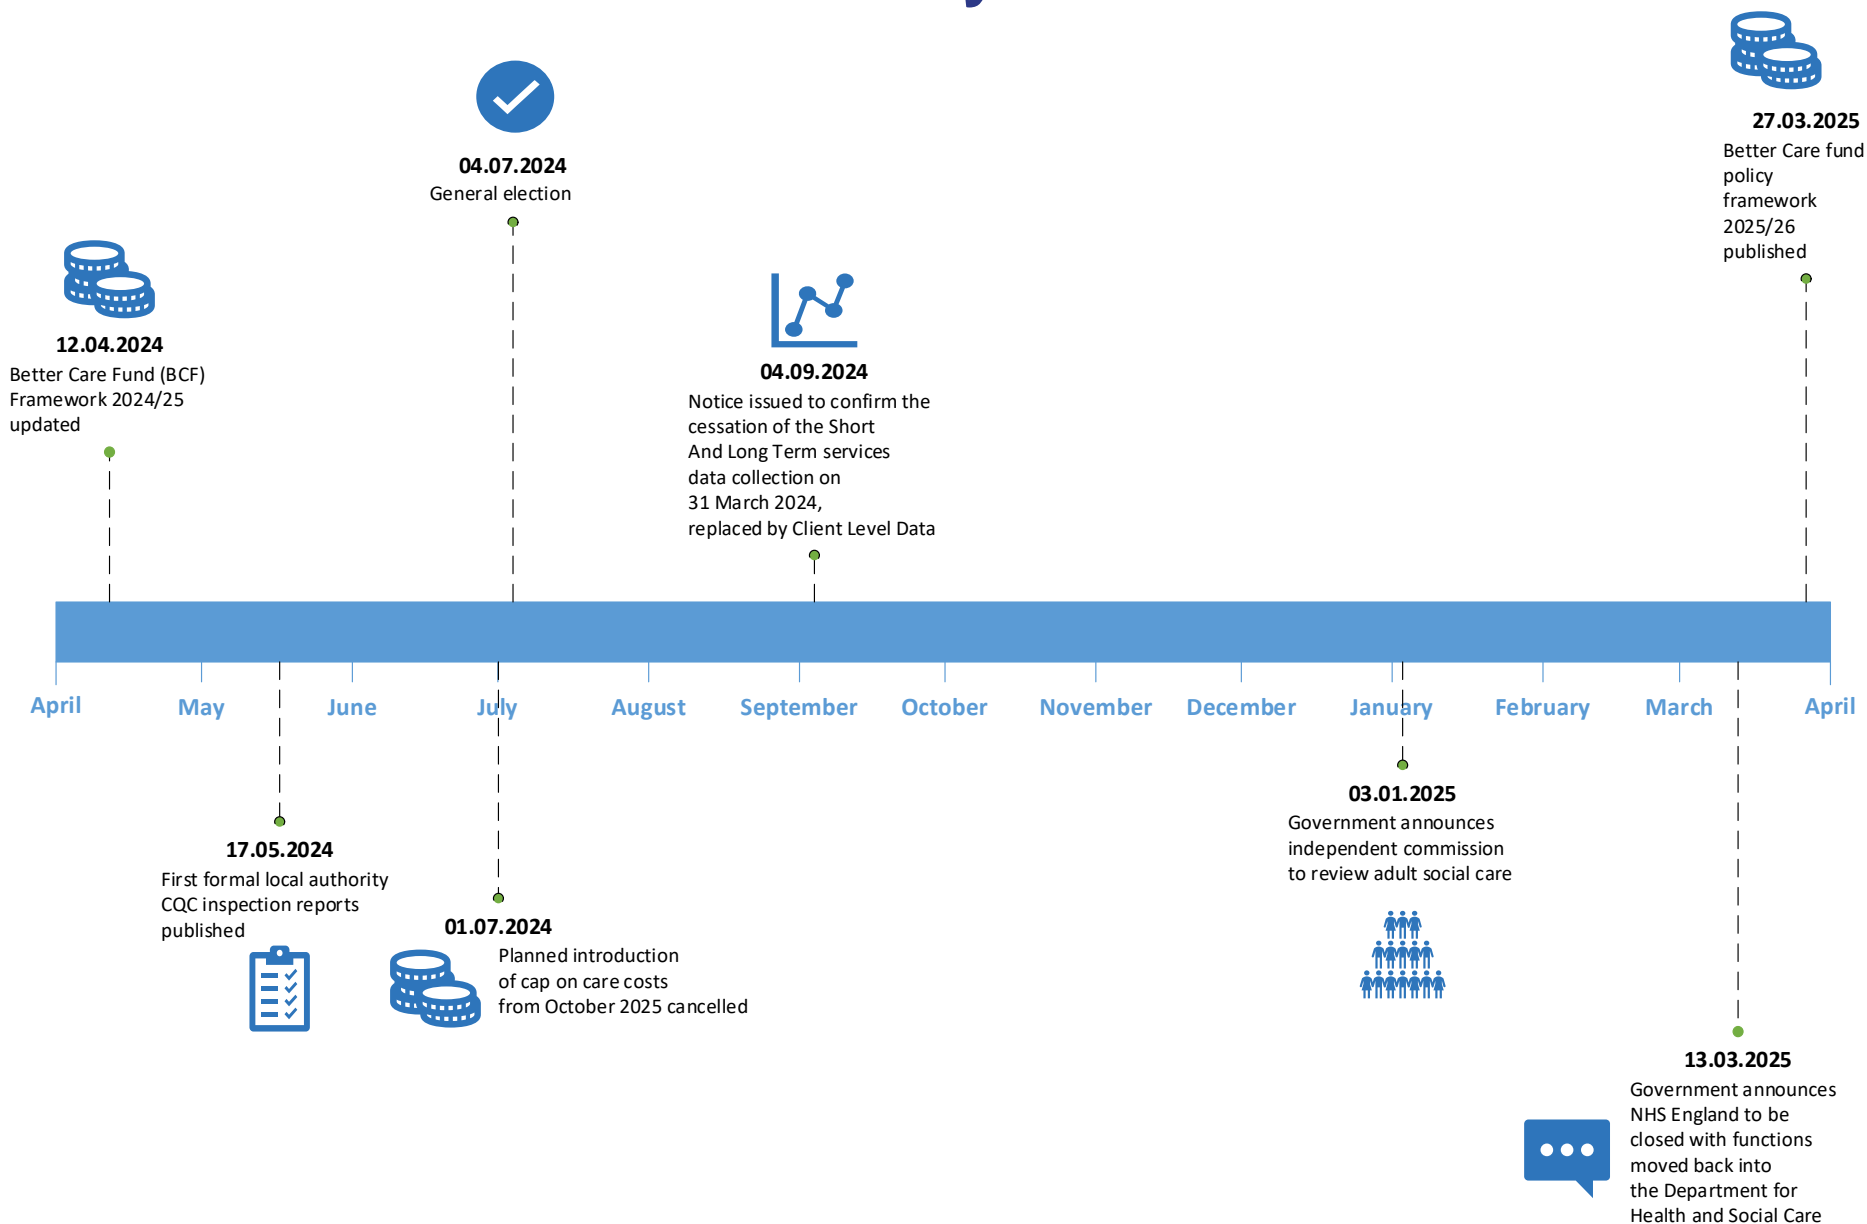 27.03.2025
Better Care fund
policy
framework
2025/26
published
04.07.2024
General election
12.04.2024
Better Care Fund (BCF)
Framework 2024/25
updated
04.09.2024
Notice issued to confirm the
cessation of the Short
And Long Term services
data collection on
31 March 2024,
replaced by Client Level Data
April
May
June
July
August
September
October
November
December
January
February
March
April
17.05.2024
First formal local authority
CQC inspection reports
published
01.07.2024
Planned introduction
of cap on care costs
from October 2025 cancelled
03.01.2025
Government announces
independent commission
to review adult social care
13.03.2025
Government announces
NHS England to be
closed with functions
moved back into
the Department for
Health and Social Care